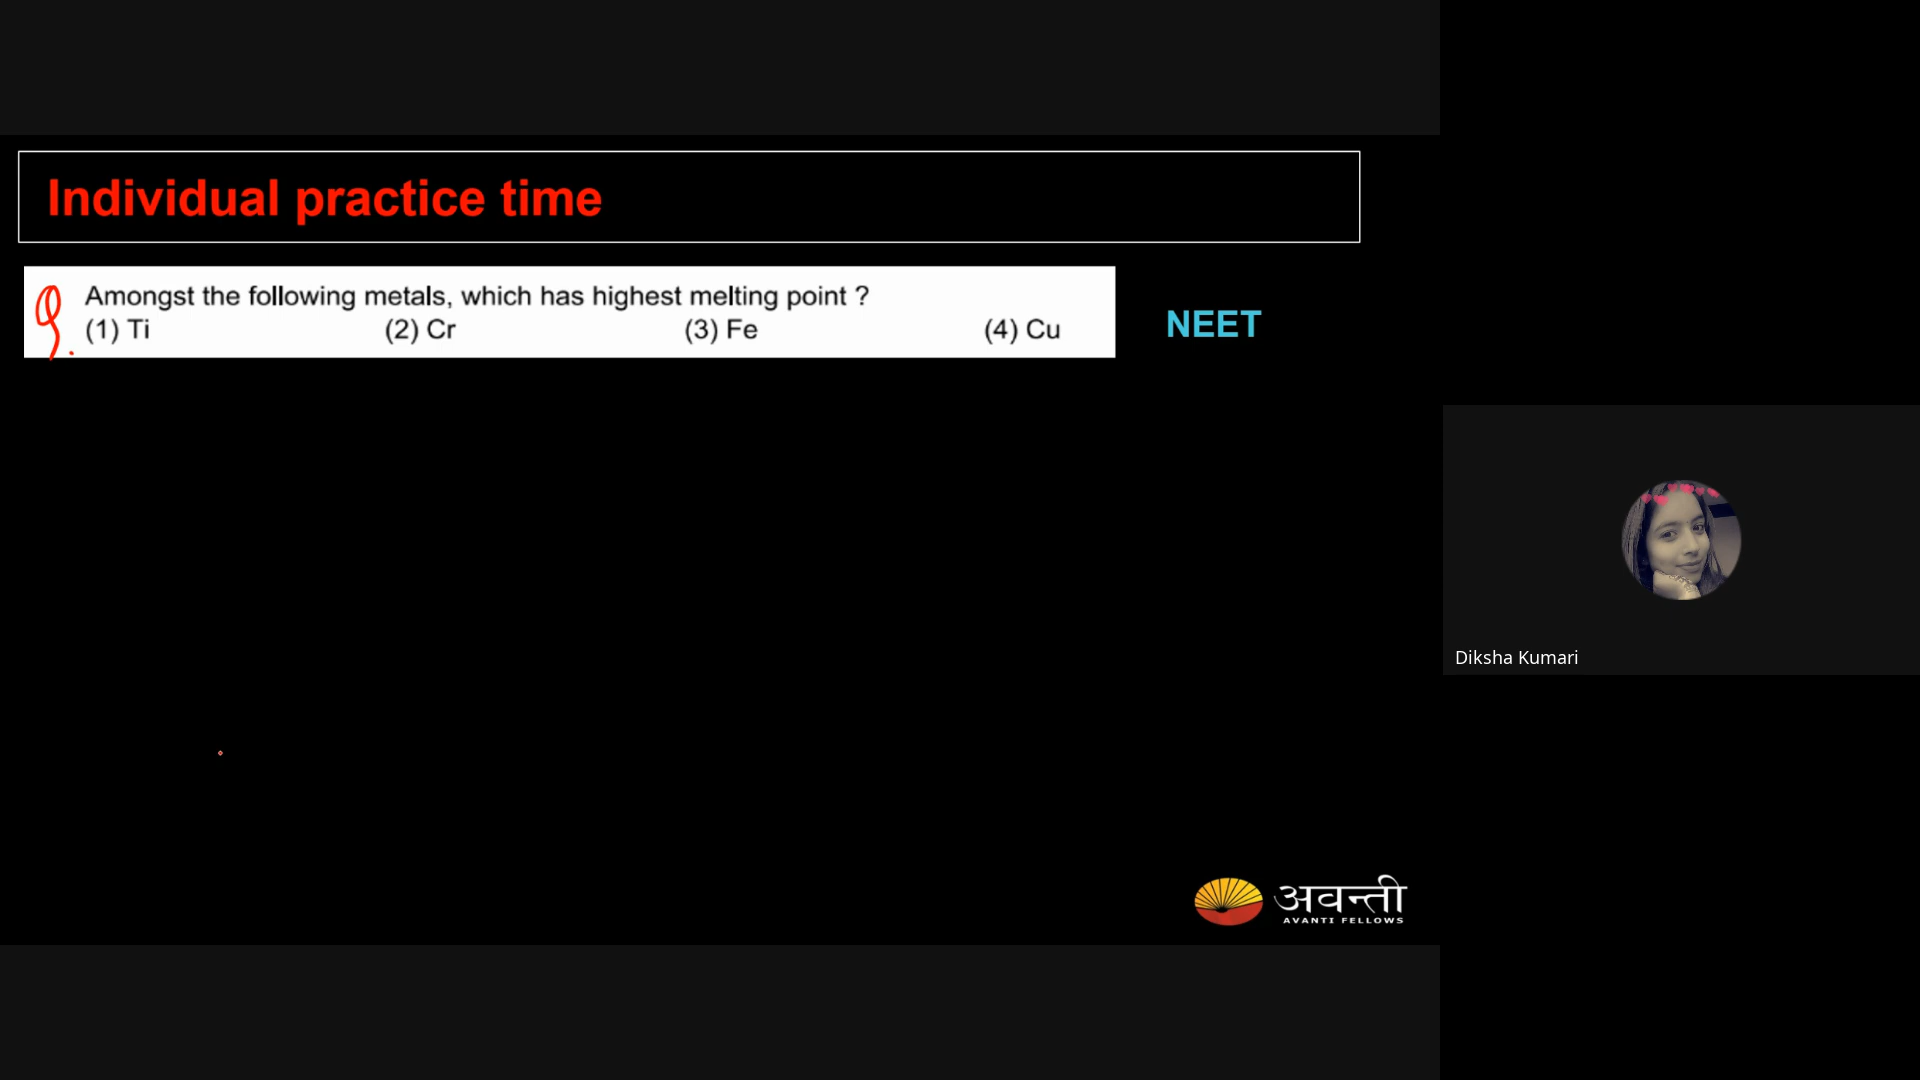 Individual practice time
Q. Amongst the following metals, which has highest melting point ?
(1) Ti (2) Cr (3) Fe (4) Cu
NEET
Diksha Kumari
अवन्ती
AVANTI FELLOWS